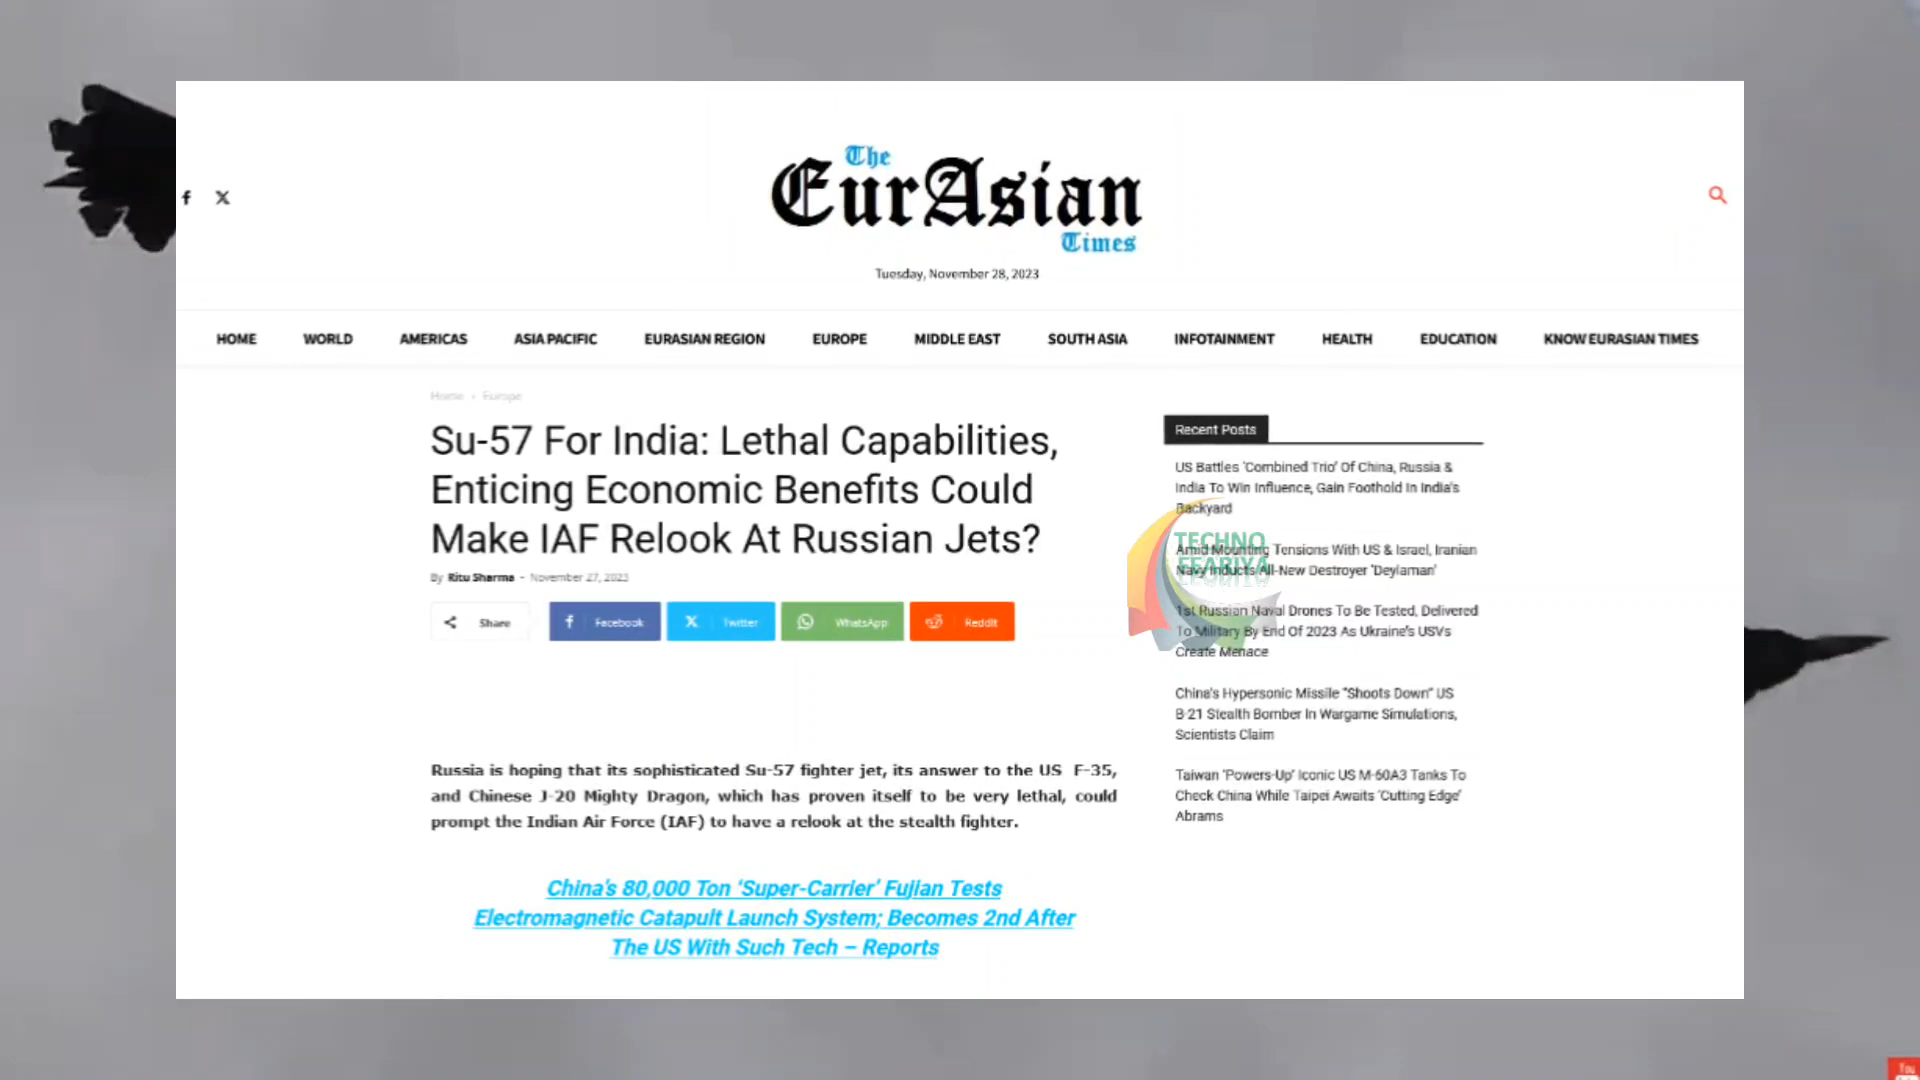 The
EurAsian
Times
Tuesday, November 28, 2023
HOME WORLD AMERICAS ASIA PACIFIC EURASIAN REGION EUROPE MIDDLE EAST SOUTH ASIA INFOTAINMENT HEALTH EDUCATION KNOW EURASIAN TIMES
Home › Europe
Su-57 For India: Lethal Capabilities,
Enticing Economic Benefits Could
Make IAF Relook At Russian Jets?
By Ritu Sharma - November 27, 2023
Share Facebook Twitter WhatsApp ReddIt
Russia is hoping that its sophisticated Su-57 fighter jet, its answer to the US F-35,
and Chinese J-20 Mighty Dragon, which has proven itself to be very lethal, could
prompt the Indian Air Force (IAF) to have a relook at the stealth fighter.
China's 80,000 Ton 'Super-Carrier' Fujian Tests
Electromagnetic Catapult Launch System; Becomes 2nd After
The US With Such Tech – Reports
Recent Posts
US Battles 'Combined Trio' Of China, Russia &
India To Win Influence, Gain Foothold In India's
Backyard
Amid Mounting Tensions With US & Israel, Iranian
Navy Inducts All-New Destroyer 'Deylaman'
1st Russian Naval Drones To Be Tested, Delivered
To Military By End Of 2023 As Ukraine's USVs
Create Menace
China's Hypersonic Missile "Shoots Down" US
B-21 Stealth Bomber In Wargame Simulations,
Scientists Claim
Taiwan 'Powers-Up' Iconic US M-60A3 Tanks To
Check China While Taipei Awaits 'Cutting Edge'
Abrams
TECHNO
FEARIYA
You